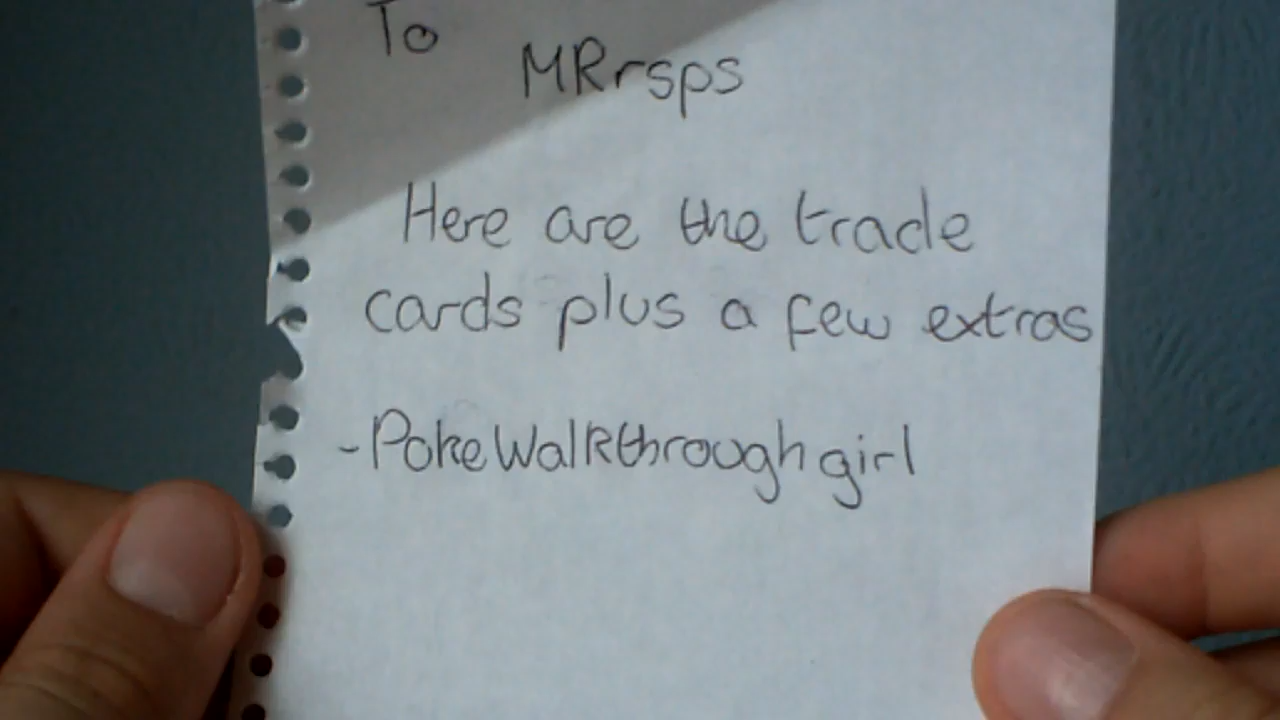 To
MRrsps
Here are the trade
cards plus a few extras
-PokeWalkthroughgirl